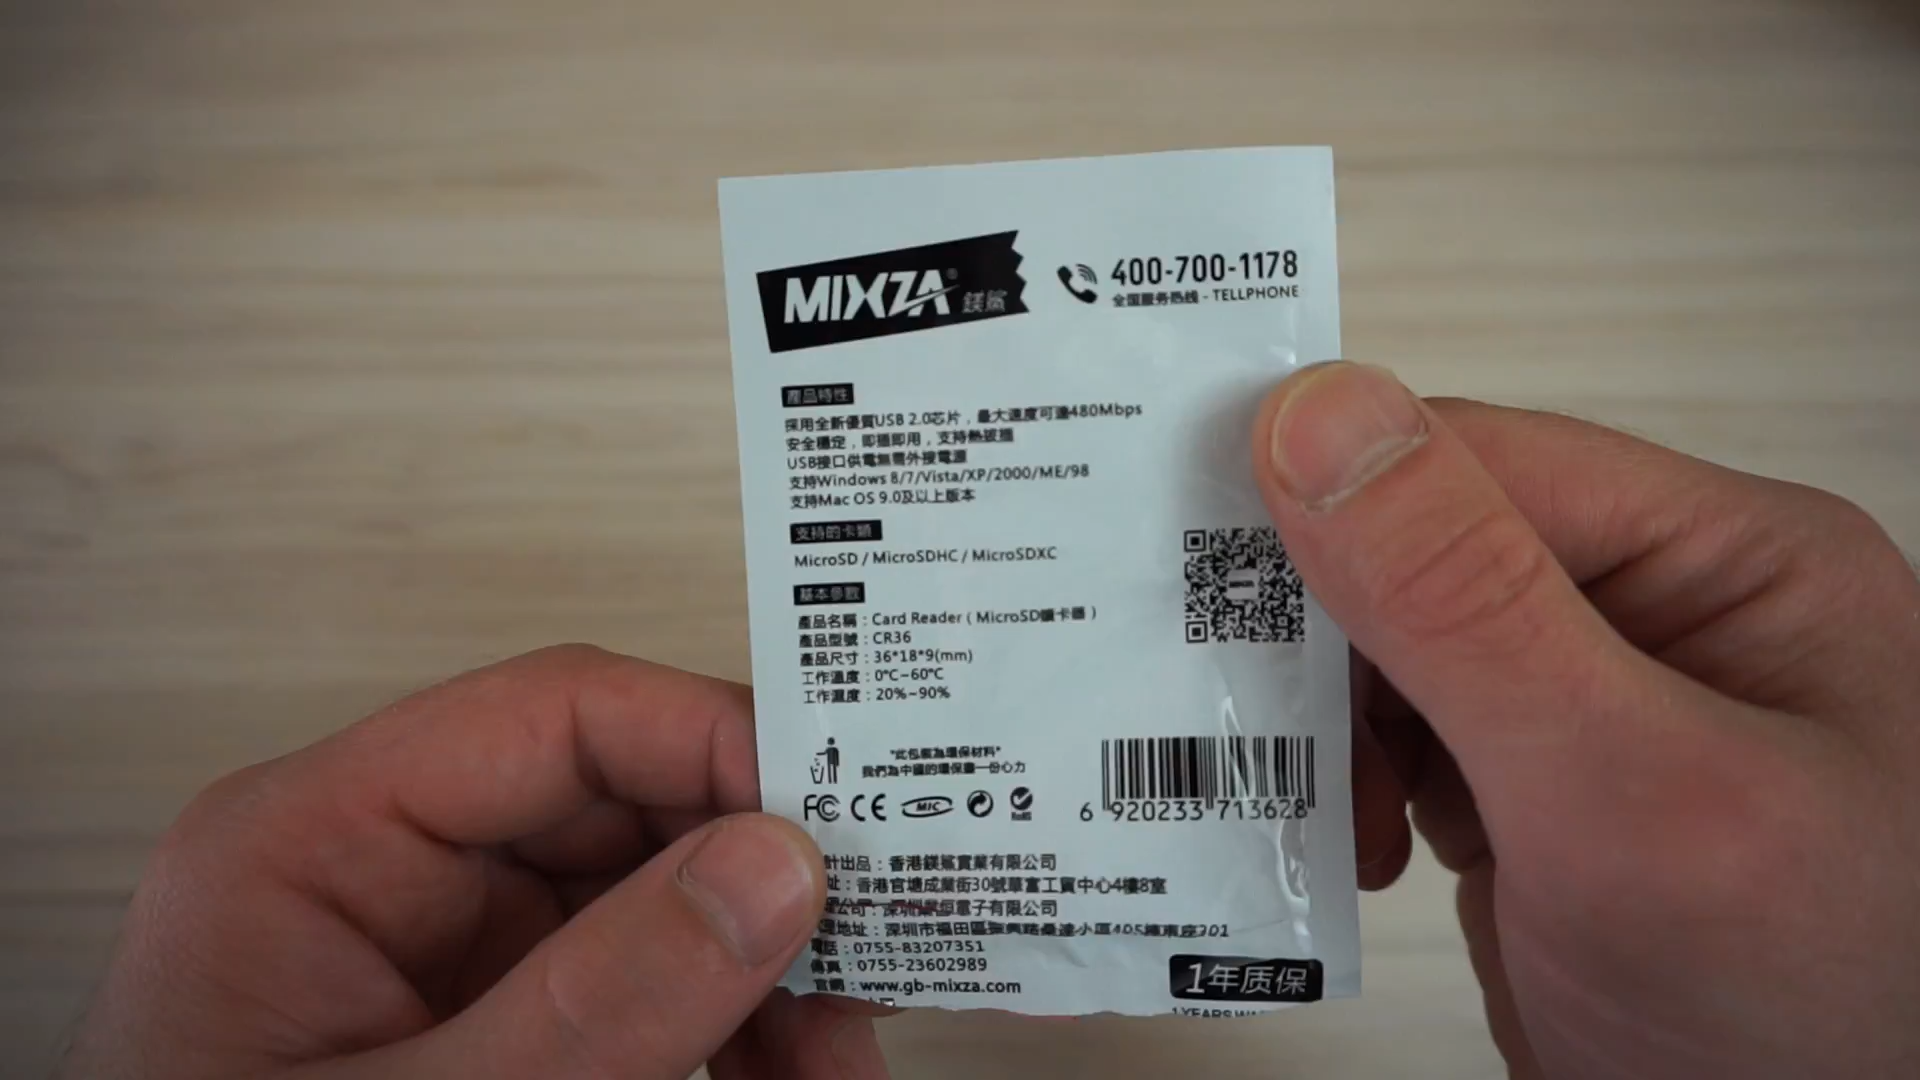 MIXZA® 鎂鯊
400-700-1178
全国服务热线 - TELLPHONE
產品特性
採用全新優質USB 2.0芯片，最大速度可達480Mbps
安全穩定，即插即用，支持熱拔插
USB接口供電無需外接電源
支持Windows 8/7/Vista/XP/2000/ME/98
支持Mac OS 9.0及以上版本
支持的卡類
MicroSD / MicroSDHC / MicroSDXC
MIXZA
基本參數
產品名稱：Card Reader（MicroSD讀卡器）
產品型號：CR36
產品尺寸：36*18*9(mm)
工作溫度：0℃~60℃
工作濕度：20%~90%
"此包裝為環保材料"
我們為中國的環保盡一份心力
FC CE MIC RoHS
6 920233 713628
計出品：香港鎂鯊實業有限公司
址：香港官塘成業街30號華富工貿中心4樓8室
公司：深圳業恒電子有限公司
地址：深圳市福田區振興路桑達小區405棟東座201
電話：0755-83207351
傳真：0755-23602989
官網：www.gb-mixza.com
1年质保
1 YEARS